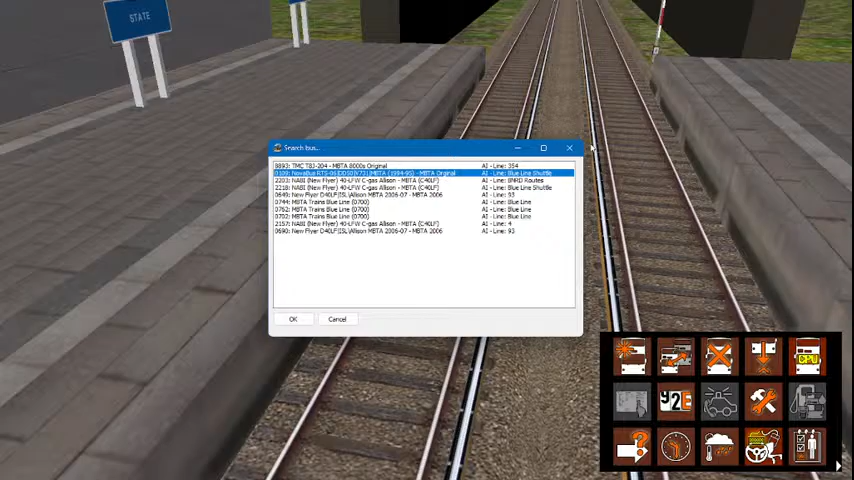 STATE
Search bus...
8893: TMC T8J-204 - MBTA 8000s Original AI - Line: 354
0189: NovaBus RTS-06|DD50|V731|MBTA (1994-95) - MBTA Original AI - Line: Blue Line Shuttle
2203: NABI (New Flyer) 40-LFW C-gas Allison - MBTA (C40LF) AI - Line: BNRD Routes
2218: NABI (New Flyer) 40-LFW C-gas Allison - MBTA (C40LF) AI - Line: Blue Line Shuttle
0649: New Flyer D40LF|ISL|Allison MBTA 2006-07 - MBTA 2006 AI - Line: 93
0744: MBTA Trains Blue Line (0700) AI - Line: Blue Line
0762: MBTA Trains Blue Line (0700) AI - Line: Blue Line
0702: MBTA Trains Blue Line (0700) AI - Line: Blue Line
2157: NABI (New Flyer) 40-LFW C-gas Allison - MBTA (C40LF) AI - Line: 4
0690: New Flyer D40LF|ISL|Allison MBTA 2006-07 - MBTA 2006 AI - Line: 93
OK Cancel
CPU
92E